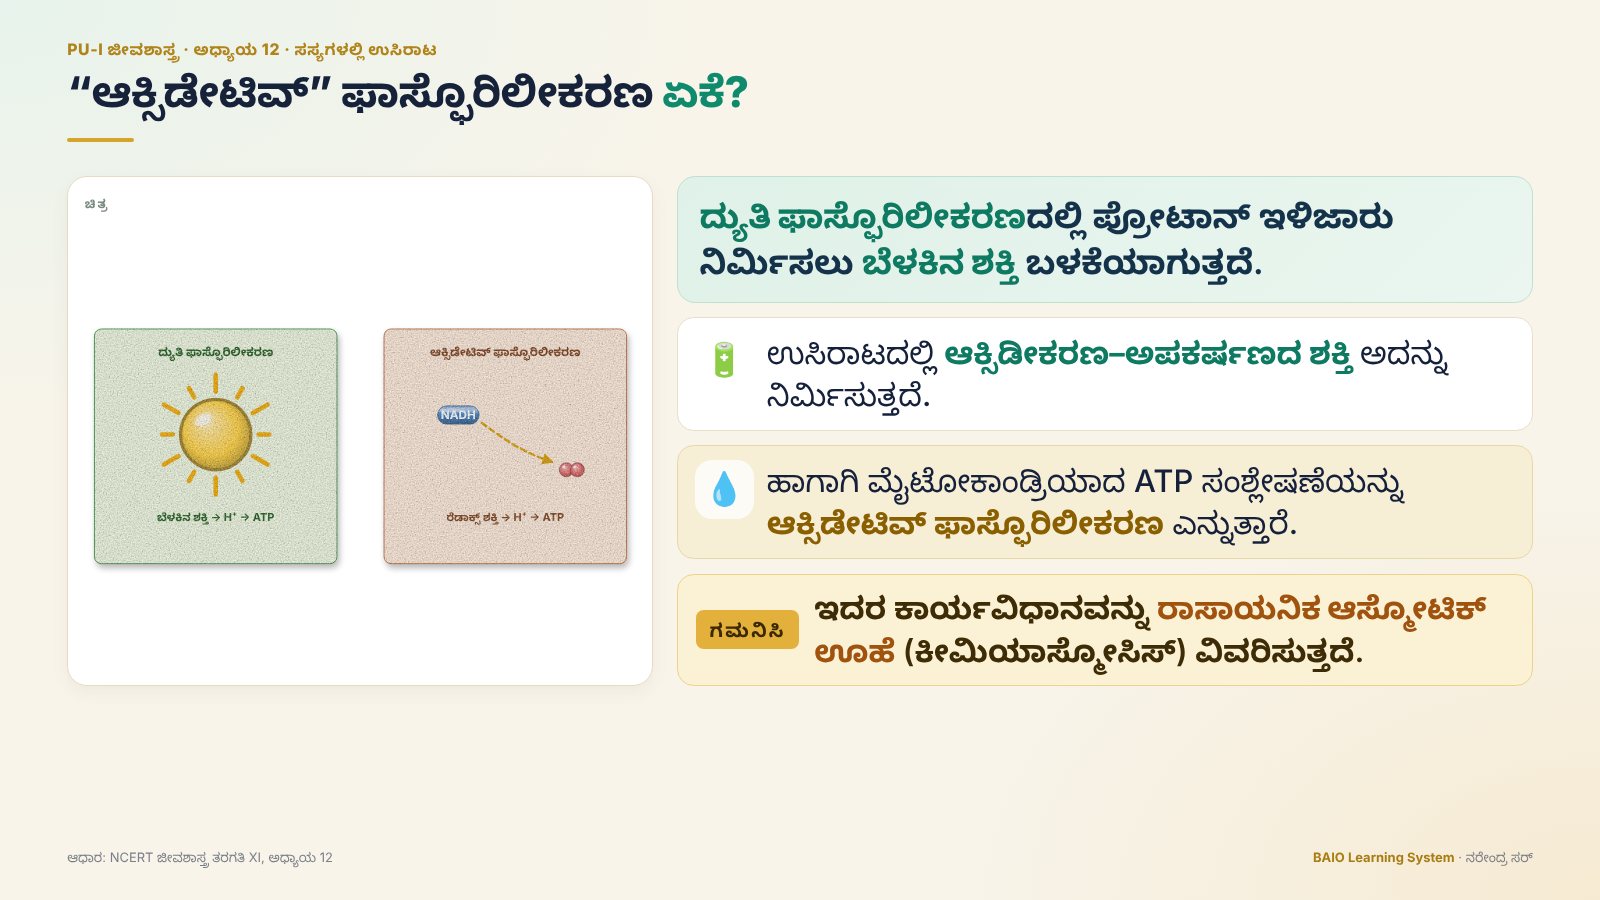 PU-I ಜೀವಶಾಸ್ತ್ರ · ಅಧ್ಯಾಯ 12 · ಸಸ್ಯಗಳಲ್ಲಿ ಉಸಿರಾಟ
“ಆಕ್ಸಿಡೇಟಿವ್” ಫಾಸ್ಫೊರಿಲೀಕರಣ ಏಕೆ?
ಚಿತ್ರ
ದ್ಯುತಿ ಫಾಸ್ಫೊರಿಲೀಕರಣ
ಬೆಳಕಿನ ಶಕ್ತಿ → H⁺ → ATP
ಆಕ್ಸಿಡೇಟಿವ್ ಫಾಸ್ಫೊರಿಲೀಕರಣ
NADH
ರೆಡಾಕ್ಸ್ ಶಕ್ತಿ → H⁺ → ATP
ದ್ಯುತಿ ಫಾಸ್ಫೊರಿಲೀಕರಣದಲ್ಲಿ ಪ್ರೋಟಾನ್ ಇಳಿಜಾರು
ನಿರ್ಮಿಸಲು ಬೆಳಕಿನ ಶಕ್ತಿ ಬಳಕೆಯಾಗುತ್ತದೆ.
ಉಸಿರಾಟದಲ್ಲಿ ಆಕ್ಸಿಡೀಕರಣ–ಅಪಕರ್ಷಣದ ಶಕ್ತಿ ಅದನ್ನು
ನಿರ್ಮಿಸುತ್ತದೆ.
ಹಾಗಾಗಿ ಮೈಟೋಕಾಂಡ್ರಿಯಾದ ATP ಸಂಶ್ಲೇಷಣೆಯನ್ನು
ಆಕ್ಸಿಡೇಟಿವ್ ಫಾಸ್ಫೊರಿಲೀಕರಣ ಎನ್ನುತ್ತಾರೆ.
ಗಮನಿಸಿ
ಇದರ ಕಾರ್ಯವಿಧಾನವನ್ನು ರಾಸಾಯನಿಕ ಆಸ್ಮೋಟಿಕ್
ಊಹೆ (ಕೀಮಿಯಾಸ್ಮೋಸಿಸ್) ವಿವರಿಸುತ್ತದೆ.
ಆಧಾರ: NCERT ಜೀವಶಾಸ್ತ್ರ ತರಗತಿ XI, ಅಧ್ಯಾಯ 12
BAIO Learning System · ನರೇಂದ್ರ ಸರ್